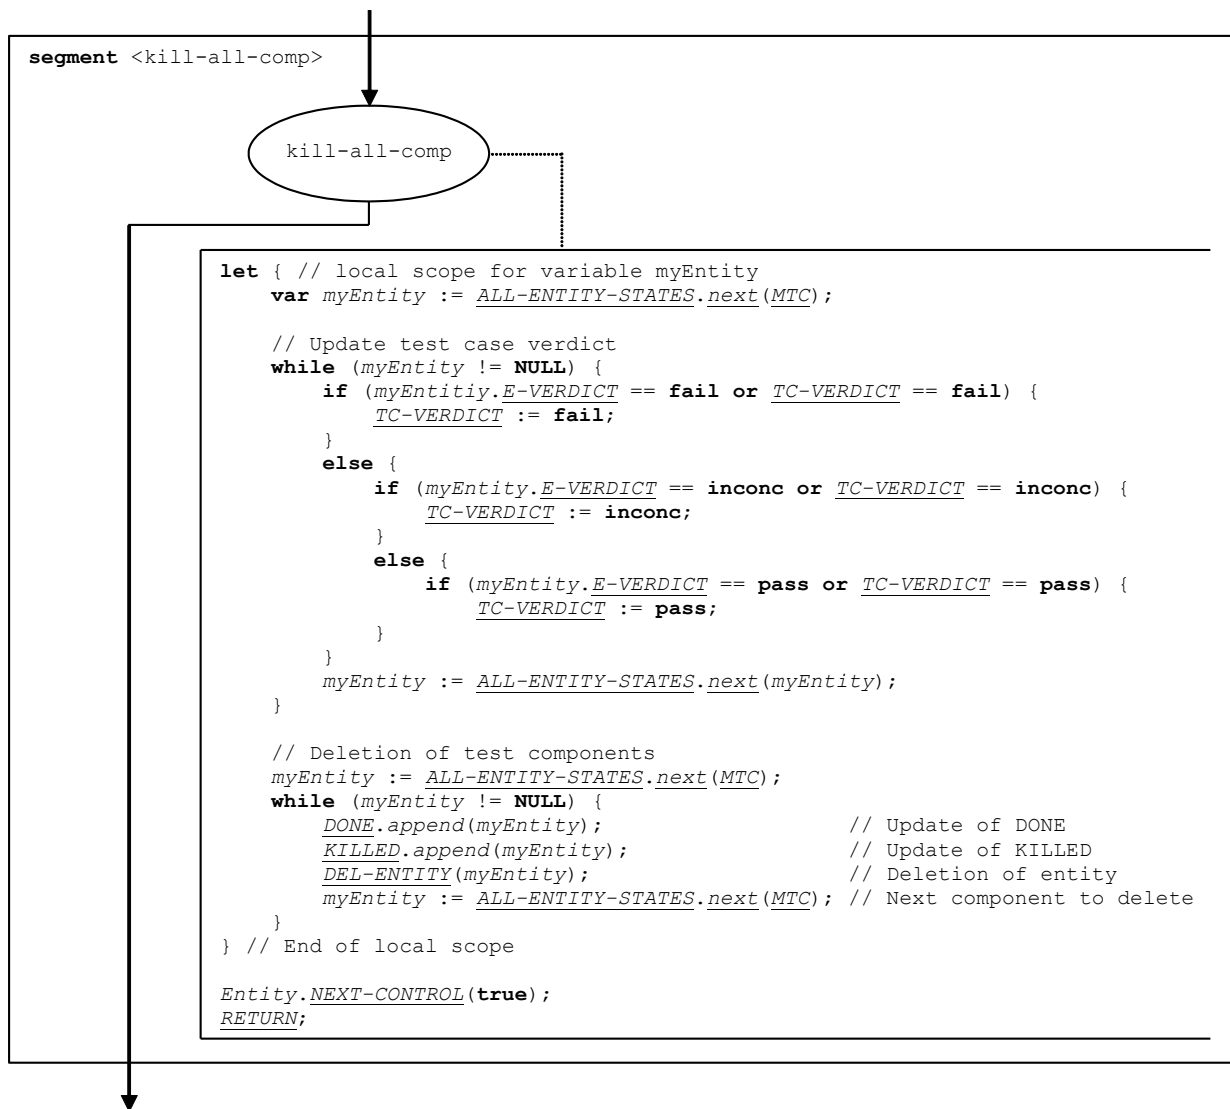 segment <kill-all-comp>
kill-all-comp
let { // local scope for variable myEntity
    var myEntity := ALL-ENTITY-STATES.next(MTC);
    // Update test case verdict
    while (myEntity != NULL) {
        if (myEntitiy.E-VERDICT == fail or TC-VERDICT == fail) {
            TC-VERDICT := fail;
        }
        else {
            if (myEntity.E-VERDICT == inconc or TC-VERDICT == inconc) {
                TC-VERDICT := inconc;
            }
            else {
                if (myEntity.E-VERDICT == pass or TC-VERDICT == pass) {
                    TC-VERDICT := pass;
                }
            }
        myEntity := ALL-ENTITY-STATES.next(myEntity);
    }
    // Deletion of test components
    myEntity := ALL-ENTITY-STATES.next(MTC);
    while (myEntity != NULL) {
        DONE.append(myEntity); // Update of DONE
        KILLED.append(myEntity); // Update of KILLED
        DEL-ENTITY(myEntity); // Deletion of entity
        myEntity := ALL-ENTITY-STATES.next(MTC); // Next component to delete
    }
} // End of local scope
Entity.NEXT-CONTROL(true);
RETURN;